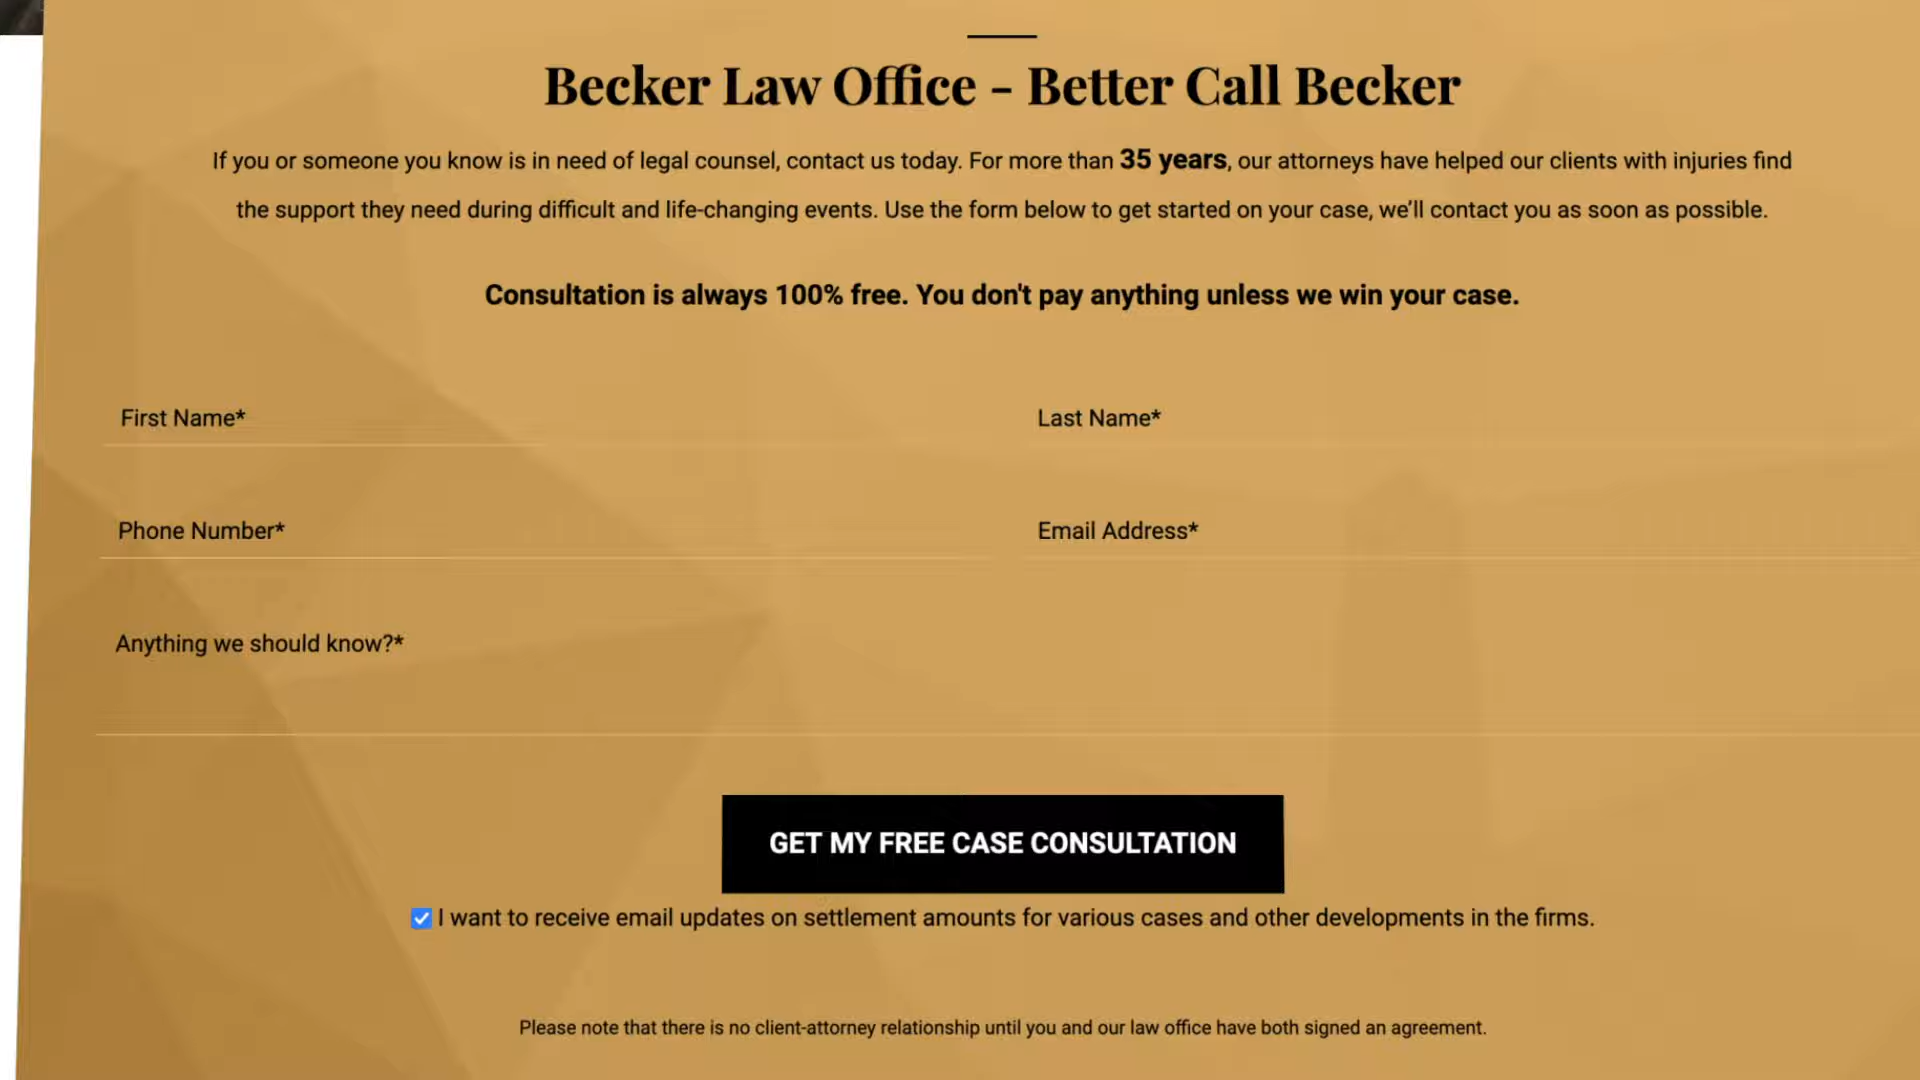 Becker Law Office – Better Call Becker
If you or someone you know is in need of legal counsel, contact us today. For more than 35 years, our attorneys have helped our clients with injuries find
the support they need during difficult and life-changing events. Use the form below to get started on your case, we’ll contact you as soon as possible.
Consultation is always 100% free. You don't pay anything unless we win your case.
First Name*
Last Name*
Phone Number*
Email Address*
Anything we should know?*
GET MY FREE CASE CONSULTATION
I want to receive email updates on settlement amounts for various cases and other developments in the firms.
Please note that there is no client-attorney relationship until you and our law office have both signed an agreement.